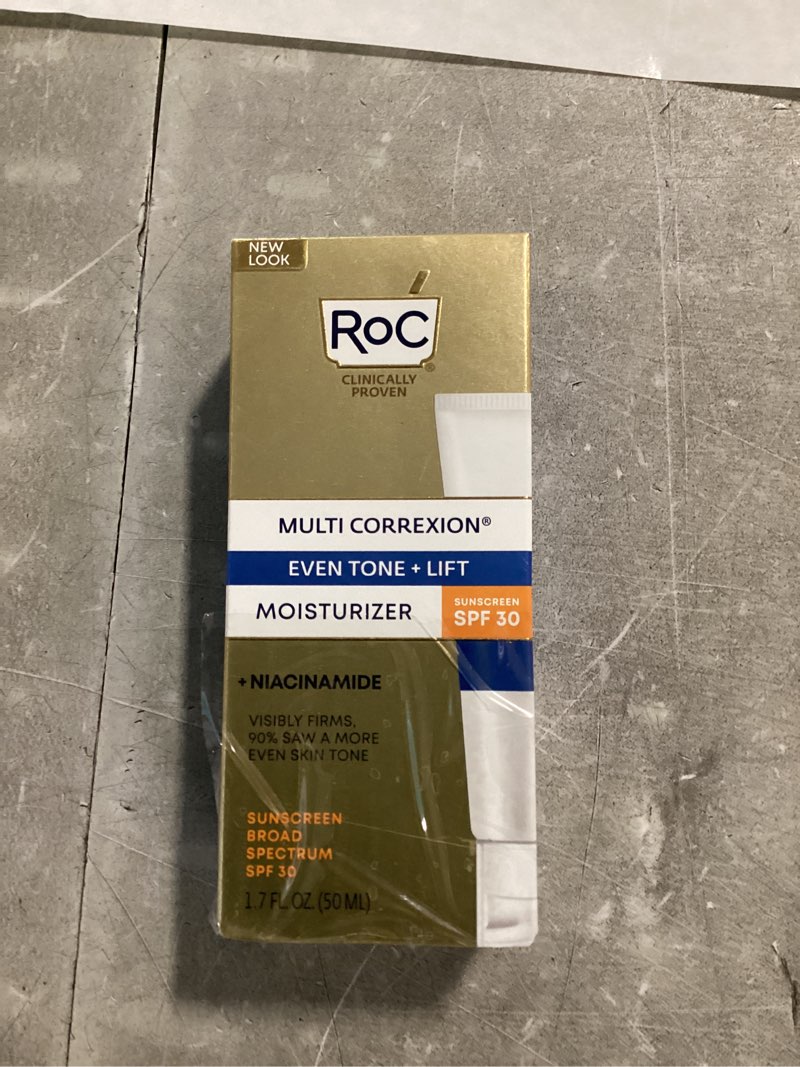 NEW
LOOK
RoC®
CLINICALLY
PROVEN
MULTI CORREXION®
EVEN TONE + LIFT
MOISTURIZER
SUNSCREEN
SPF 30
+ NIACINAMIDE
VISIBLY FIRMS,
90% SAW A MORE
EVEN SKIN TONE
SUNSCREEN
BROAD
SPECTRUM
SPF 30
1.7 FL. OZ. (50 ML)